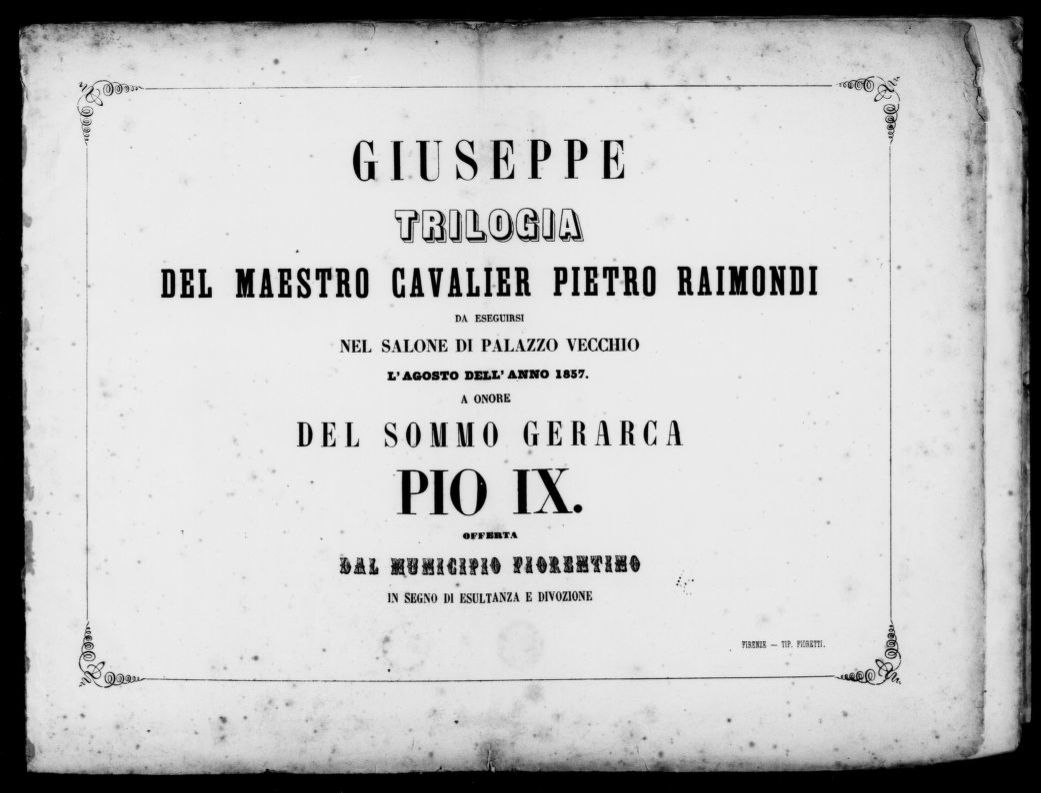 GIUSEPPE
TRILOGIA
DEL MAESTRO CAVALIER PIETRO RAIMONDI
DA ESEGUIRSI
NEL SALONE DI PALAZZO VECCHIO
L' AGOSTO DELL' ANNO 1857.
A ONORE
DEL SOMMO GERARCA
PIO IX.
OFFERTA
DAL MUNICIPIO FIORENTINO
IN SEGNO DI ESULTANZA E DIVOZIONE
FIRENZE — TIP. FIORETTI.